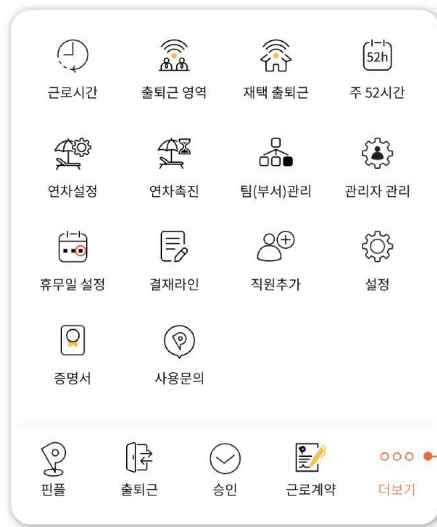 근로시간
출퇴근 영역
재택 출퇴근
52h
주 52시간
연차설정
연차촉진
팀(부서)관리
관리자 관리
휴무일 설정
결재라인
직원추가
설정
증명서
사용문의
핀플
출퇴근
승인
근로계약
더보기